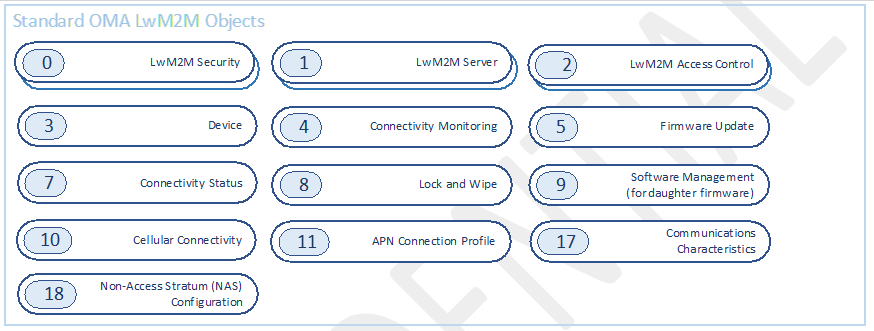 Standard OMA LwM2M Objects
0 LwM2M Security
1 LwM2M Server
2 LwM2M Access Control
3 Device
4 Connectivity Monitoring
5 Firmware Update
7 Connectivity Status
8 Lock and Wipe
9 Software Management
(for daughter firmware)
10 Cellular Connectivity
11 APN Connection Profile
17 Communications
Characteristics
18 Non-Access Stratum (NAS)
Configuration